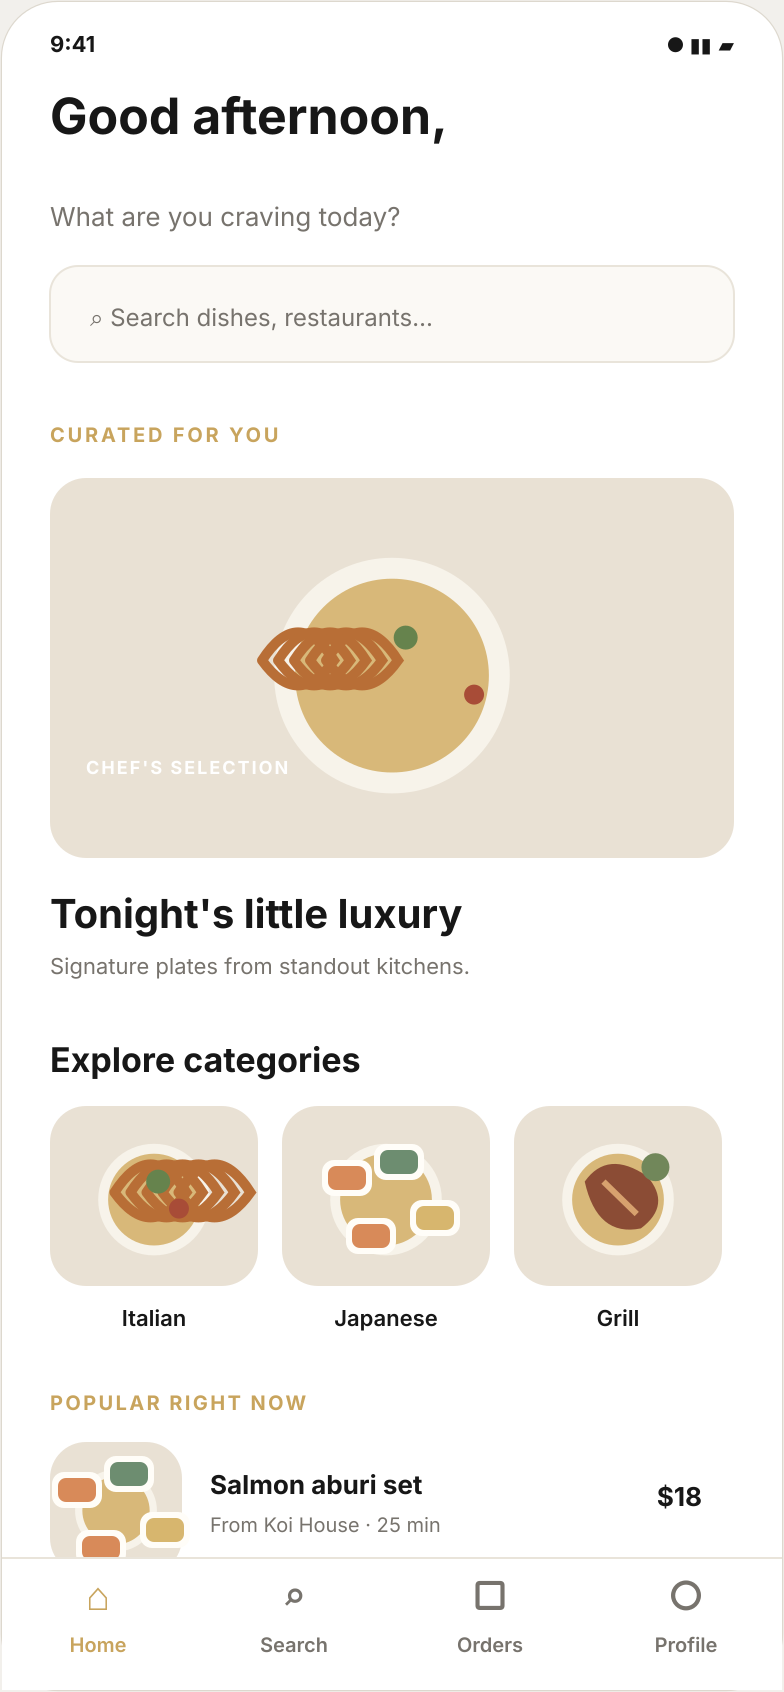 9:41
Good afternoon,
What are you craving today?
Search dishes, restaurants...
CURATED FOR YOU
CHEF'S SELECTION
Tonight's little luxury
Signature plates from standout kitchens.
Explore categories
Italian
Japanese
Grill
POPULAR RIGHT NOW
Salmon aburi set
$18
From Koi House · 25 min
Home
Search
Orders
Profile